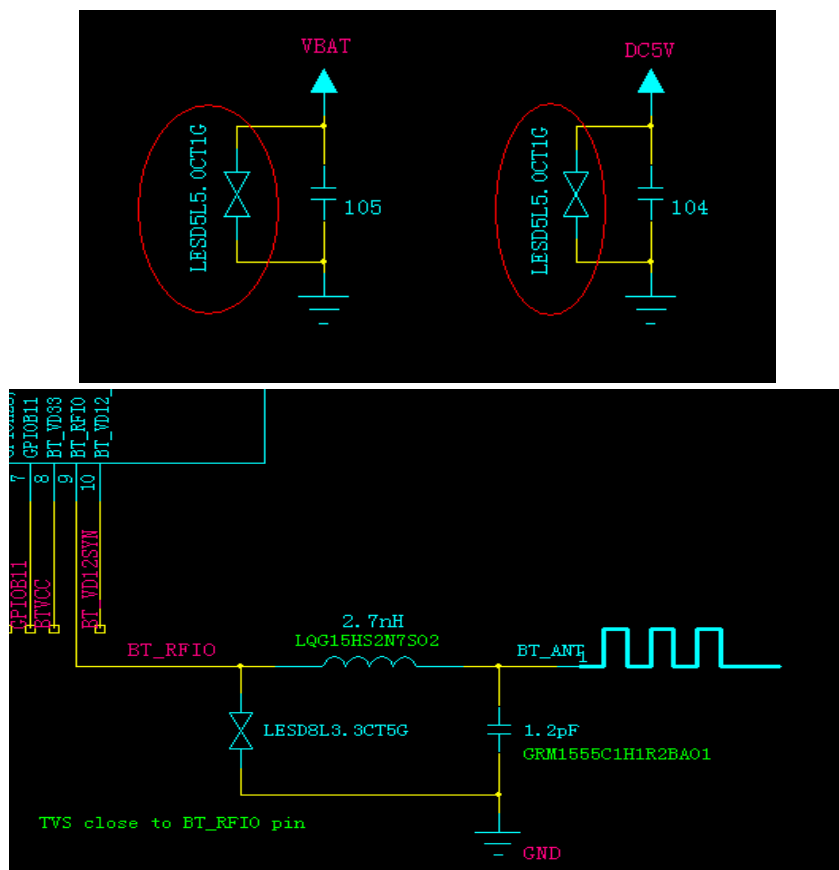 VBAT
DC5V
LESD5L5.0CT1G
105
LESD5L5.0CT1G
104
GPIOB11
BT_VD33
BT_RFIO
BT_VD12_
7
8
9
10
GPIOB11
BTVCC
BT_VD12SYN
2.7nH
LQG15HS2N7S02
BT_RFIO
BT_ANT
1
LESD8L3.3CT5G
1.2pF
GRM1555C1H1R2BA01
TVS close to BT_RFIO pin
GND